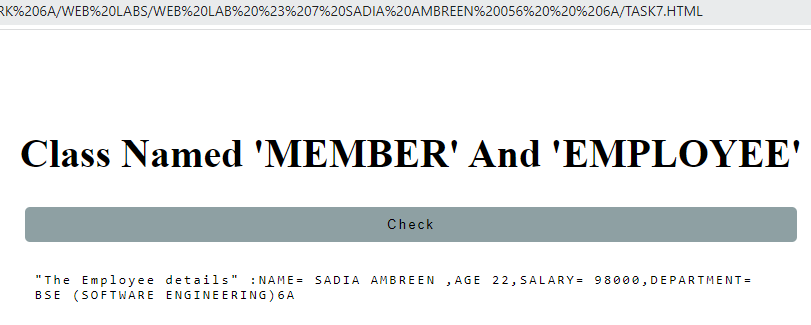 RK%206A/WEB%20LABS/WEB%20LAB%20%23%207%20SADIA%20AMBREEN%20056%20%20%206A/TASK7.HTML
Class Named 'MEMBER' And 'EMPLOYEE'
Check
"The Employee details" :NAME= SADIA AMBREEN ,AGE 22,SALARY= 98000,DEPARTMENT=
BSE (SOFTWARE ENGINEERING)6A